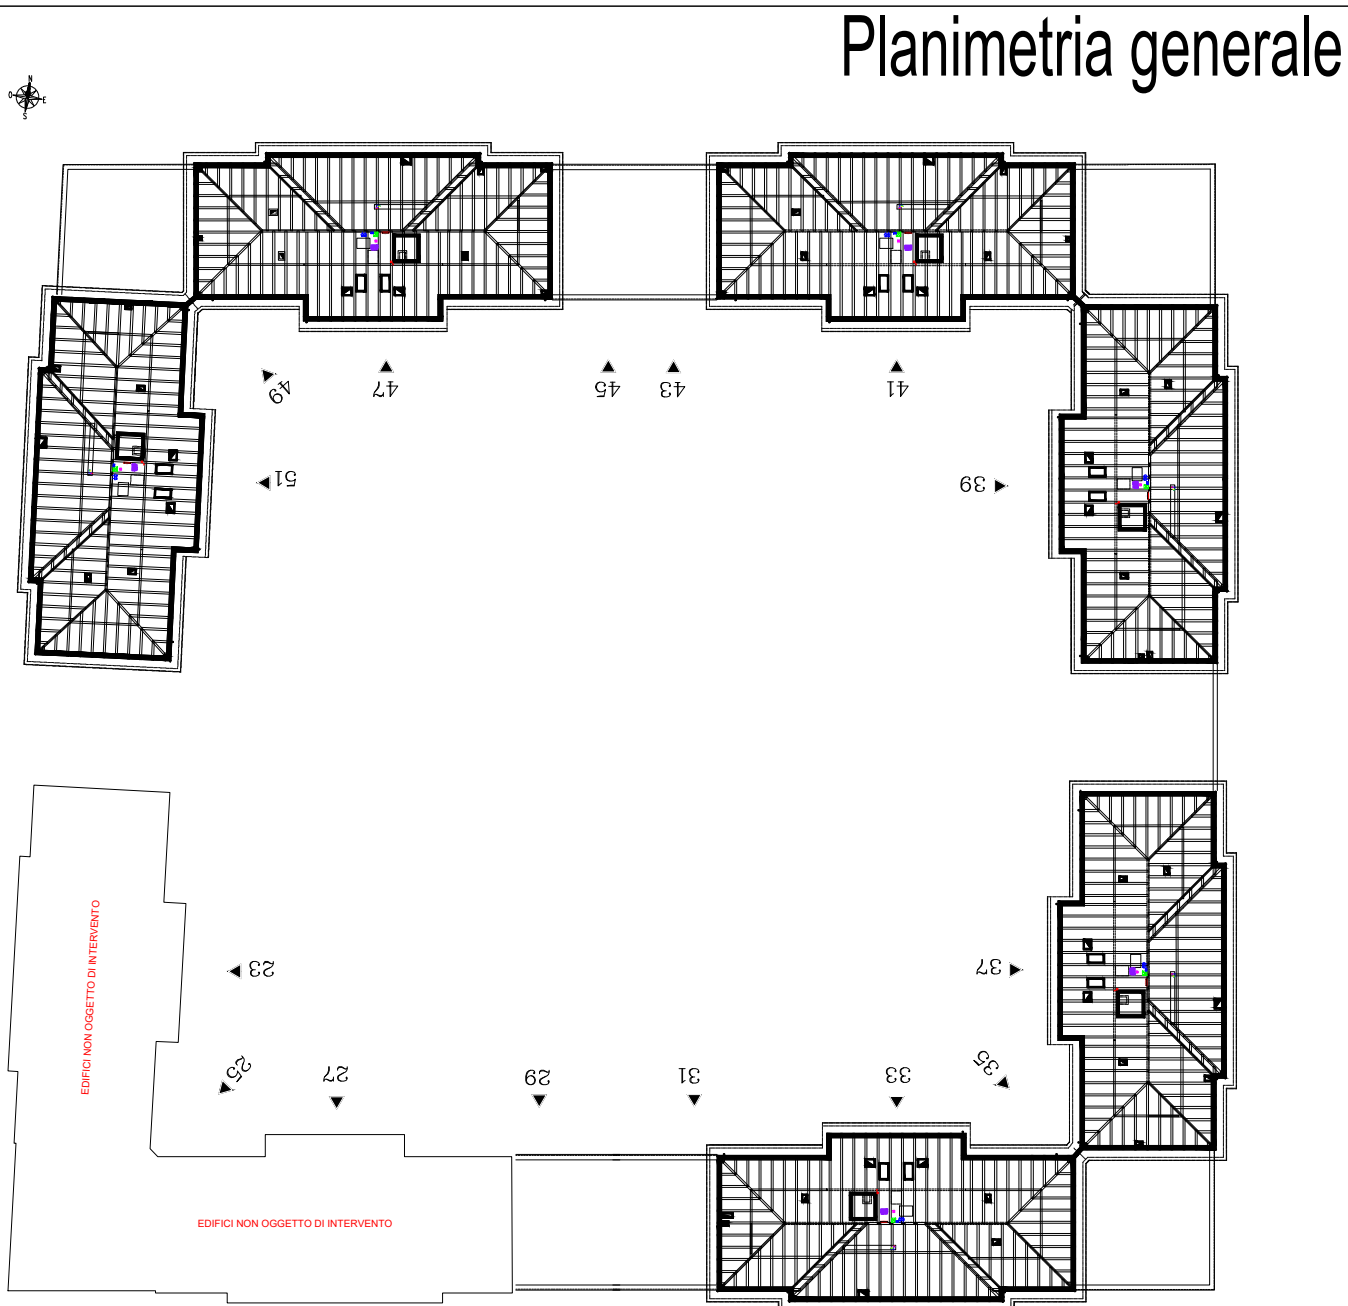 Planimetria generale
N
O E
S
49
47
45
43
41
51
39
EDIFICI NON OGGETTO DI INTERVENTO
23
37
25
27
29
31
33
35
EDIFICI NON OGGETTO DI INTERVENTO